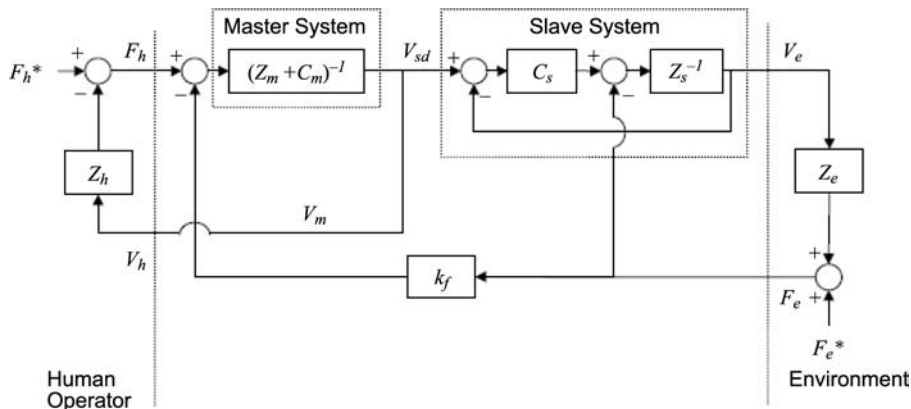 Master System
Slave System
F_h*
+
−
F_h
+
−
(Z_m +C_m)^–1
V_sd
+
−
C_s
+
−
Z_s^–1
V_e
Z_h
Z_e
V_m
V_h
k_f
+
+
F_e
F_e*
Human
Operator
Environment